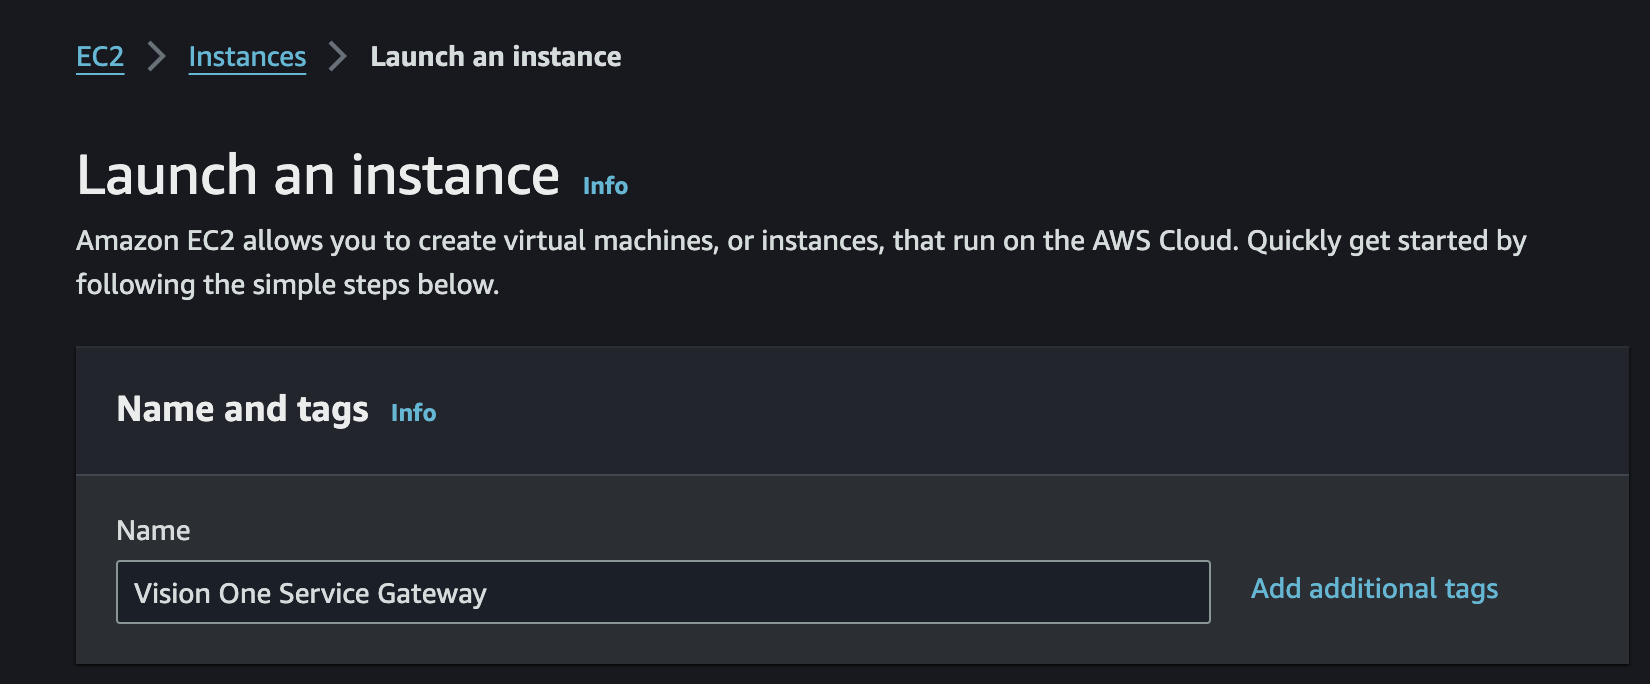 EC2 > Instances > Launch an instance
Launch an instance Info
Amazon EC2 allows you to create virtual machines, or instances, that run on the AWS Cloud. Quickly get started by
following the simple steps below.
Name and tags Info
Name
Vision One Service Gateway
Add additional tags